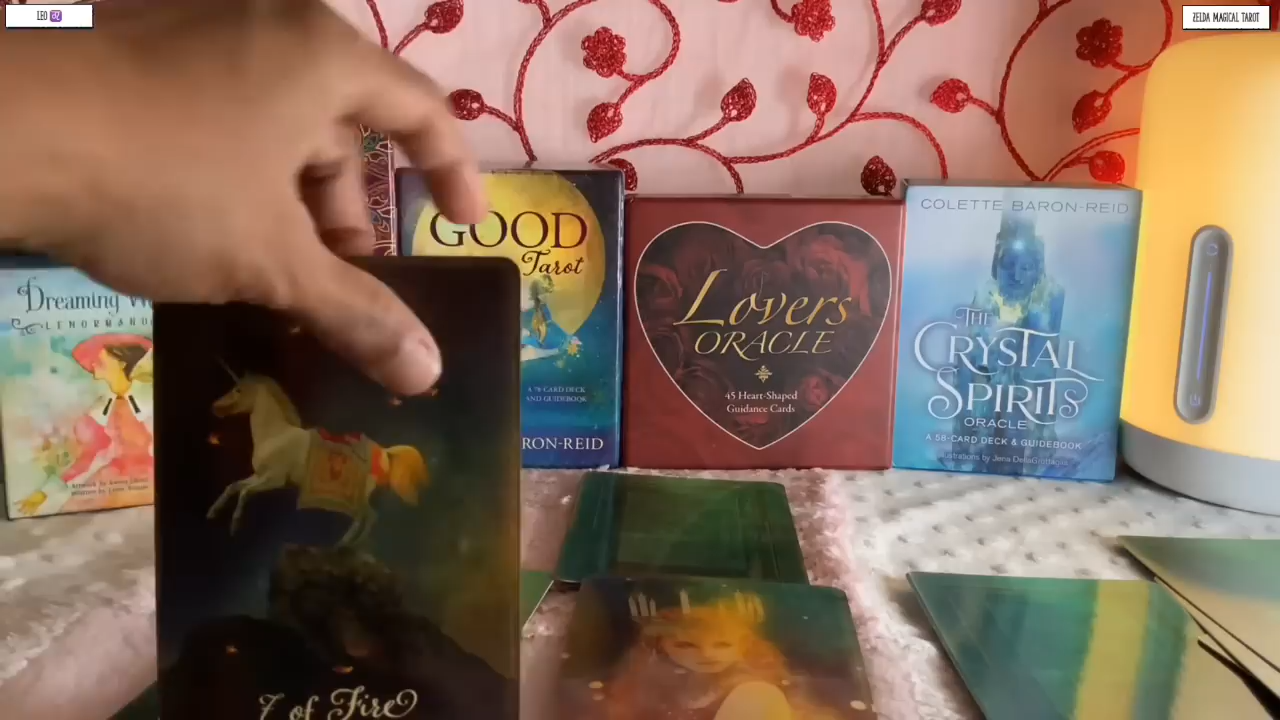 LEO ♌
ZELDA MAGICAL TAROT
GOOD
Tarot
A 78-CARD DECK
AND GUIDEBOOK
RON-REID
Dreaming W
LENORMAND
Lovers
ORACLE
45 Heart-Shaped
Guidance Cards
COLETTE BARON-REID
THE
CRYSTAL
SPIRITS
ORACLE
A 58-CARD DECK & GUIDEBOOK
Illustrations by Jena DellaGrottaglia
7 of Fire